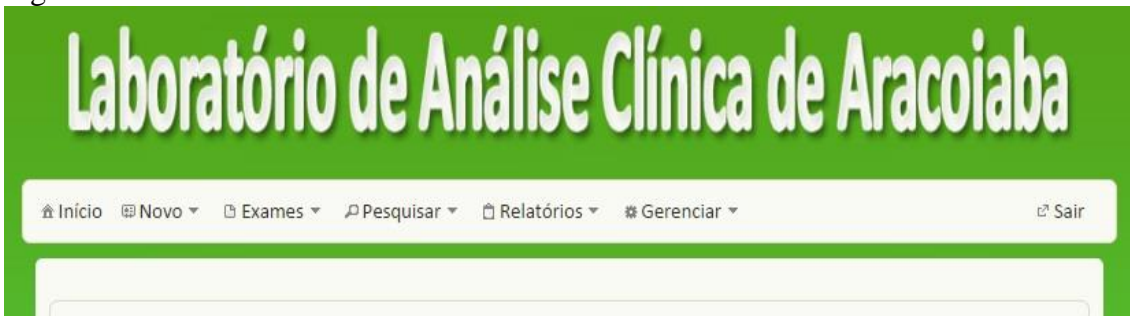 Laboratório de Análise Clínica de Aracoiaba
Início Novo Exames Pesquisar Relatórios Gerenciar Sair